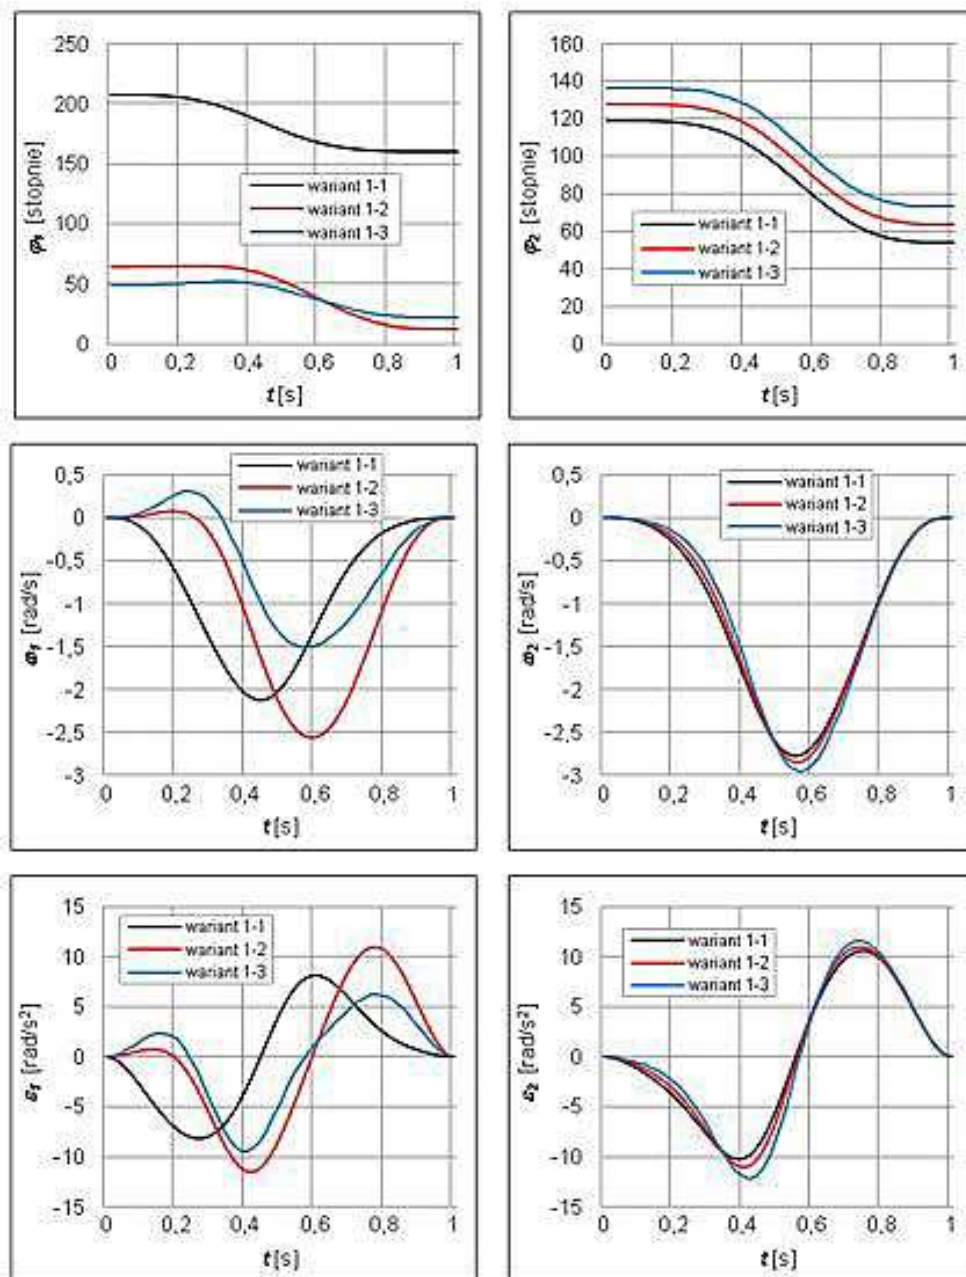 250
200
150
100
50
0
φ₁ [stopnie]
wariant 1-1
wariant 1-2
wariant 1-3
0 0,2 0,4 0,6 0,8 1
t[s]
160
140
120
100
80
60
40
20
0
φ₂ [stopnie]
wariant 1-1
wariant 1-2
wariant 1-3
0 0,2 0,4 0,6 0,8 1
t[s]
0,5
0
-0,5
-1
-1,5
-2
-2,5
-3
ω₁ [rad/s]
wariant 1-1
wariant 1-2
wariant 1-3
0 0,2 0,4 0,6 0,8 1
t[s]
0,5
0
-0,5
-1
-1,5
-2
-2,5
-3
ω₂ [rad/s]
wariant 1-1
wariant 1-2
wariant 1-3
0 0,2 0,4 0,6 0,8 1
t[s]
15
10
5
0
-5
-10
-15
ε₁ [rad/s²]
wariant 1-1
wariant 1-2
wariant 1-3
0 0,2 0,4 0,6 0,8 1
t[s]
15
10
5
0
-5
-10
-15
ε₂ [rad/s²]
wariant 1-1
wariant 1-2
wariant 1-3
0 0,2 0,4 0,6 0,8 1
t[s]